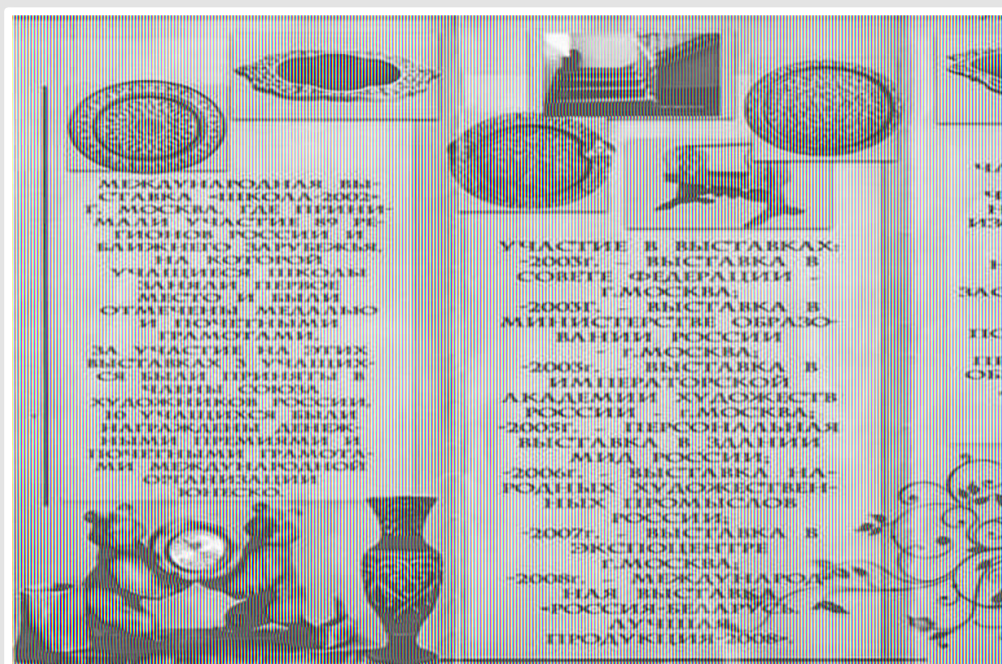 МЕЖДУНАРОДНАЯ ВЫ-
СТАВКА «ШКОЛА-2002»
Г. МОСКВА, ГДЕ ПРИНИ-
МАЛИ УЧАСТИЕ 89 РЕ
ГИОНОВ РОССИИ И
БЛИЖНЕГО ЗАРУБЕЖЬЯ,
НА КОТОРОЙ
УЧАЩИЕСЯ ШКОЛЫ
ЗАНЯЛИ ПЕРВОЕ
МЕСТО И БЫЛИ
ОТМЕЧЕНЫ МЕДАЛЬЮ
И ПОЧЕТНЫМИ
ГРАМОТАМИ.
ЗА УЧАСТИЕ НА ЭТИХ
ВЫСТАВКАХ 3 УЧАЩИХ-
СЯ БЫЛИ ПРИНЯТЫ В
ЧЛЕНЫ СОЮЗА
ХУДОЖНИКОВ РОССИИ,
16 УЧАЩИХСЯ БЫЛИ
НАГРАЖДЕНЫ ДЕНЕЖ
НЫМИ ПРЕМИЯМИ И
ПОЧЕТНЫМИ ГРАМОТА-
МИ МЕЖДУНАРОДНОЙ
ОРГАНИЗАЦИИ
ЮНЕСКО.
УЧАСТИЕ В ВЫСТАВКАХ:
-2003г. - ВЫСТАВКА В
СОВЕТЕ ФЕДЕРАЦИИ -
Г.МОСКВА;
-2003Г. - ВЫСТАВКА В
МИНИСТЕРСТВЕ ОБРАЗО-
ВАНИИ РОССИИ
- Г.МОСКВА;
-2003г. - ВЫСТАВКА В
ИМПЕРАТОРСКОЙ
АКАДЕМИИ ХУДОЖЕСТВ
РОССИИ - Г.МОСКВА;
-2005г. - ПЕРСОНАЛЬНАЯ
ВЫСТАВКА В ЗДАНИИ
МИД РОССИИ;
-2006г. - ВЫСТАВКА НА-
РОДНЫХ ХУДОЖЕСТВЕН-
НЫХ ПРОМЫСЛОВ
РОССИИ;
-2007г. - ВЫСТАВКА В
ЭКСПОЦЕНТРЕ
Г.МОСКВА;
-2008г. - МЕЖДУНАРОД-
НАЯ ВЫСТАВКА
«РОССИЯ-БЕЛАРУСЬ.
ЛУЧШАЯ
ПРОДУКЦИЯ-2008».